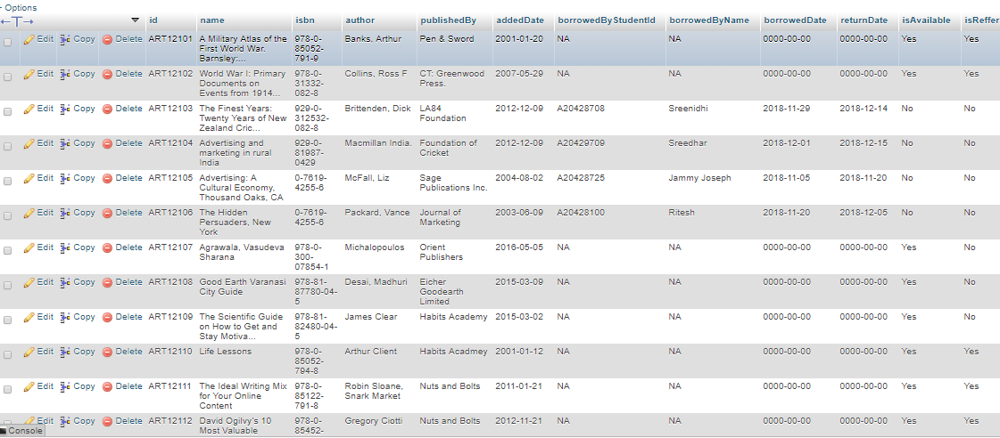 Options
id name isbn author publishedBy addedDate borrowedByStudentId borrowedByName borrowedDate returnDate isAvailable isReffer
Edit Copy Delete ART12101 A Military Atlas of the 978-0- Banks, Arthur Pen & Sword 2001-01-20 NA NA 0000-00-00 0000-00-00 Yes Yes
First World War. 85052-
Barnsley:... 791-9
Edit Copy Delete ART12102 World War I: Primary 978-0- Collins, Ross F CT: Greenwood 2007-05-29 NA NA 0000-00-00 0000-00-00 Yes Yes
Documents on 31332- Press.
Events from 1914... 082-8
Edit Copy Delete ART12103 The Finest Years: 929-0- Brittenden, Dick LA84 2012-12-09 A20428708 Sreenidhi 2018-11-29 2018-12-14 No No
Twenty Years of New 312532- Foundation
Zealand Cric... 082-8
Edit Copy Delete ART12104 Advertising and 929-0- Macmillan India. Foundation of 2012-12-09 A20429709 Sreedhar 2018-12-01 2018-12-15 No No
marketing in rural 81987- Cricket
India 0429
Edit Copy Delete ART12105 Advertising: A 0-7619- McFall, Liz Sage 2004-08-02 A20428725 Jammy Joseph 2018-11-05 2018-11-20 No No
Cultural Economy, 4255-6 Publications Inc.
Thousand Oaks, CA
Edit Copy Delete ART12106 The Hidden 0-7619- Packard, Vance Journal of 2003-06-09 A20428100 Ritesh 2018-11-20 2018-12-05 No No
Persuaders, New 4255-6 Marketing
York
Edit Copy Delete ART12107 Agrawala, Vasudeva 978-0- Michalopoulos Orient 2016-05-05 NA NA 0000-00-00 0000-00-00 Yes No
Sharana 300- Publishers
07854-1
Edit Copy Delete ART12108 Good Earth Varanasi 978-81- Desai, Madhuri Eicher 2015-03-09 NA NA 0000-00-00 0000-00-00 Yes No
City Guide 87780-04- Goodearth
5 Limited
Edit Copy Delete ART12109 The Scientific Guide 978-81- James Clear Habits Academy 2015-03-02 NA NA 0000-00-00 0000-00-00 Yes No
on How to Get and 82480-04-
Stay Motiva... 5
Edit Copy Delete ART12110 Life Lessons 978-0- Arthur Client Habits Acadmey 2001-01-12 NA NA 0000-00-00 0000-00-00 Yes Yes
85052-
794-8
Edit Copy Delete ART12111 The Ideal Writing Mix 978-0- Robin Sloane, Nuts and Bolts 2011-01-21 NA NA 0000-00-00 0000-00-00 Yes Yes
for Your Online 85122- Snark Market
Content 791-8
Edit Copy Delete ART12112 David Ogilvy's 10 978-0- Gregory Ciotti Nuts and Bolts 2012-11-21 NA NA 0000-00-00 0000-00-00 Yes Yes
Console Most Valuable 85452-